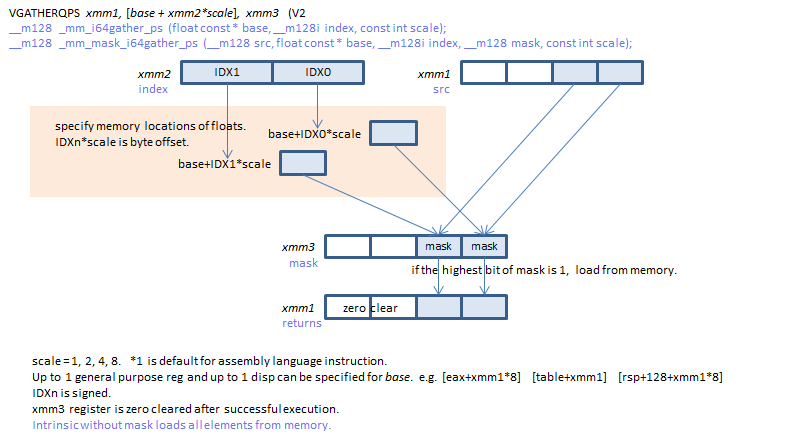 VGATHERQPS xmm1, [base + xmm2*scale], xmm3 (V2
__m128 _mm_i64gather_ps (float const * base, __m128i index, const int scale);
__m128 _mm_mask_i64gather_ps (__m128 src, float const * base, __m128i index, __m128 mask, const int scale);
xmm2 IDX1 IDX0 xmm1
index src
specify memory locations of floats.
IDXn*scale is byte offset.
base+IDX0*scale
base+IDX1*scale
xmm3 mask mask
mask
if the highest bit of mask is 1, load from memory.
xmm1 zero clear
returns
scale = 1, 2, 4, 8. *1 is default for assembly language instruction.
Up to 1 general purpose reg and up to 1 disp can be specified for base. e.g. [eax+xmm1*8] [table+xmm1] [rsp+128+xmm1*8]
IDXn is signed.
xmm3 register is zero cleared after successful execution.
Intrinsic without mask loads all elements from memory.